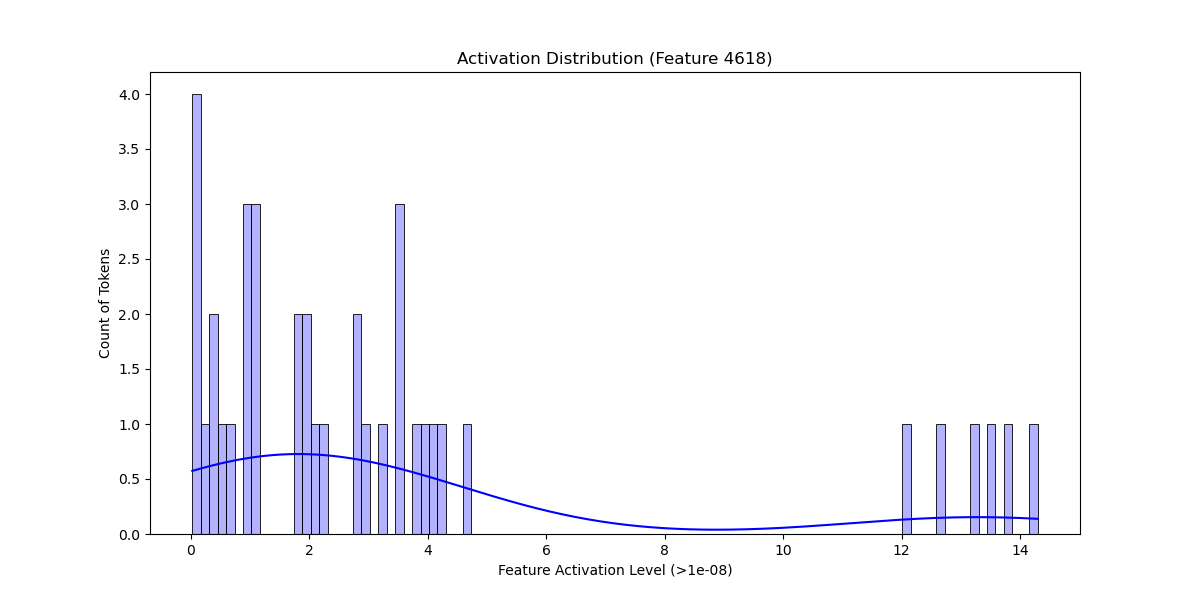 Activation Distribution (Feature 4618)
4.0
3.5
3.0
2.5
2.0
1.5
1.0
0.5
0.0
Count of Tokens
0 2 4 6 8 10 12 14
Feature Activation Level (>1e-08)